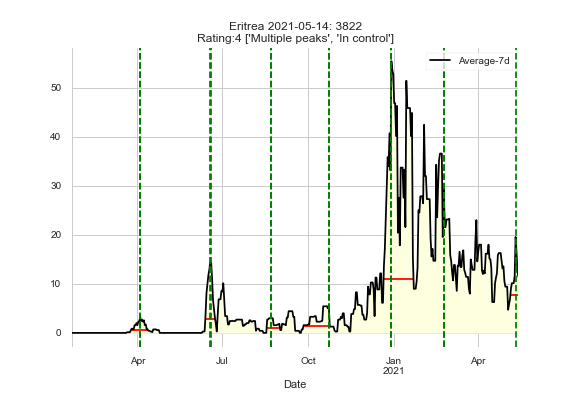 Eritrea 2021-05-14: 3822
Rating:4 ['Multiple peaks', 'In control']
Average-7d
50
40
30
20
10
0
Apr Jul Oct Jan Apr
2021
Date